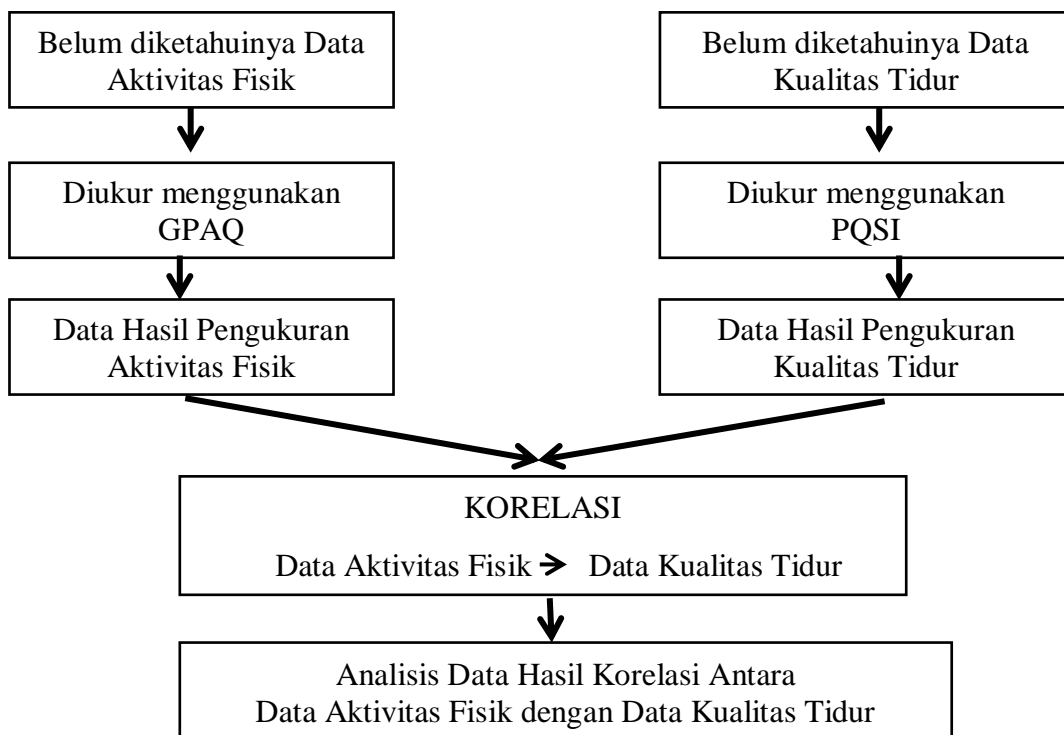 Belum diketahuinya Data
Aktivitas Fisik
Belum diketahuinya Data
Kualitas Tidur
Diukur menggunakan
GPAQ
Diukur menggunakan
PQSI
Data Hasil Pengukuran
Aktivitas Fisik
Data Hasil Pengukuran
Kualitas Tidur
KORELASI
Data Aktivitas Fisik → Data Kualitas Tidur
Analisis Data Hasil Korelasi Antara
Data Aktivitas Fisik dengan Data Kualitas Tidur